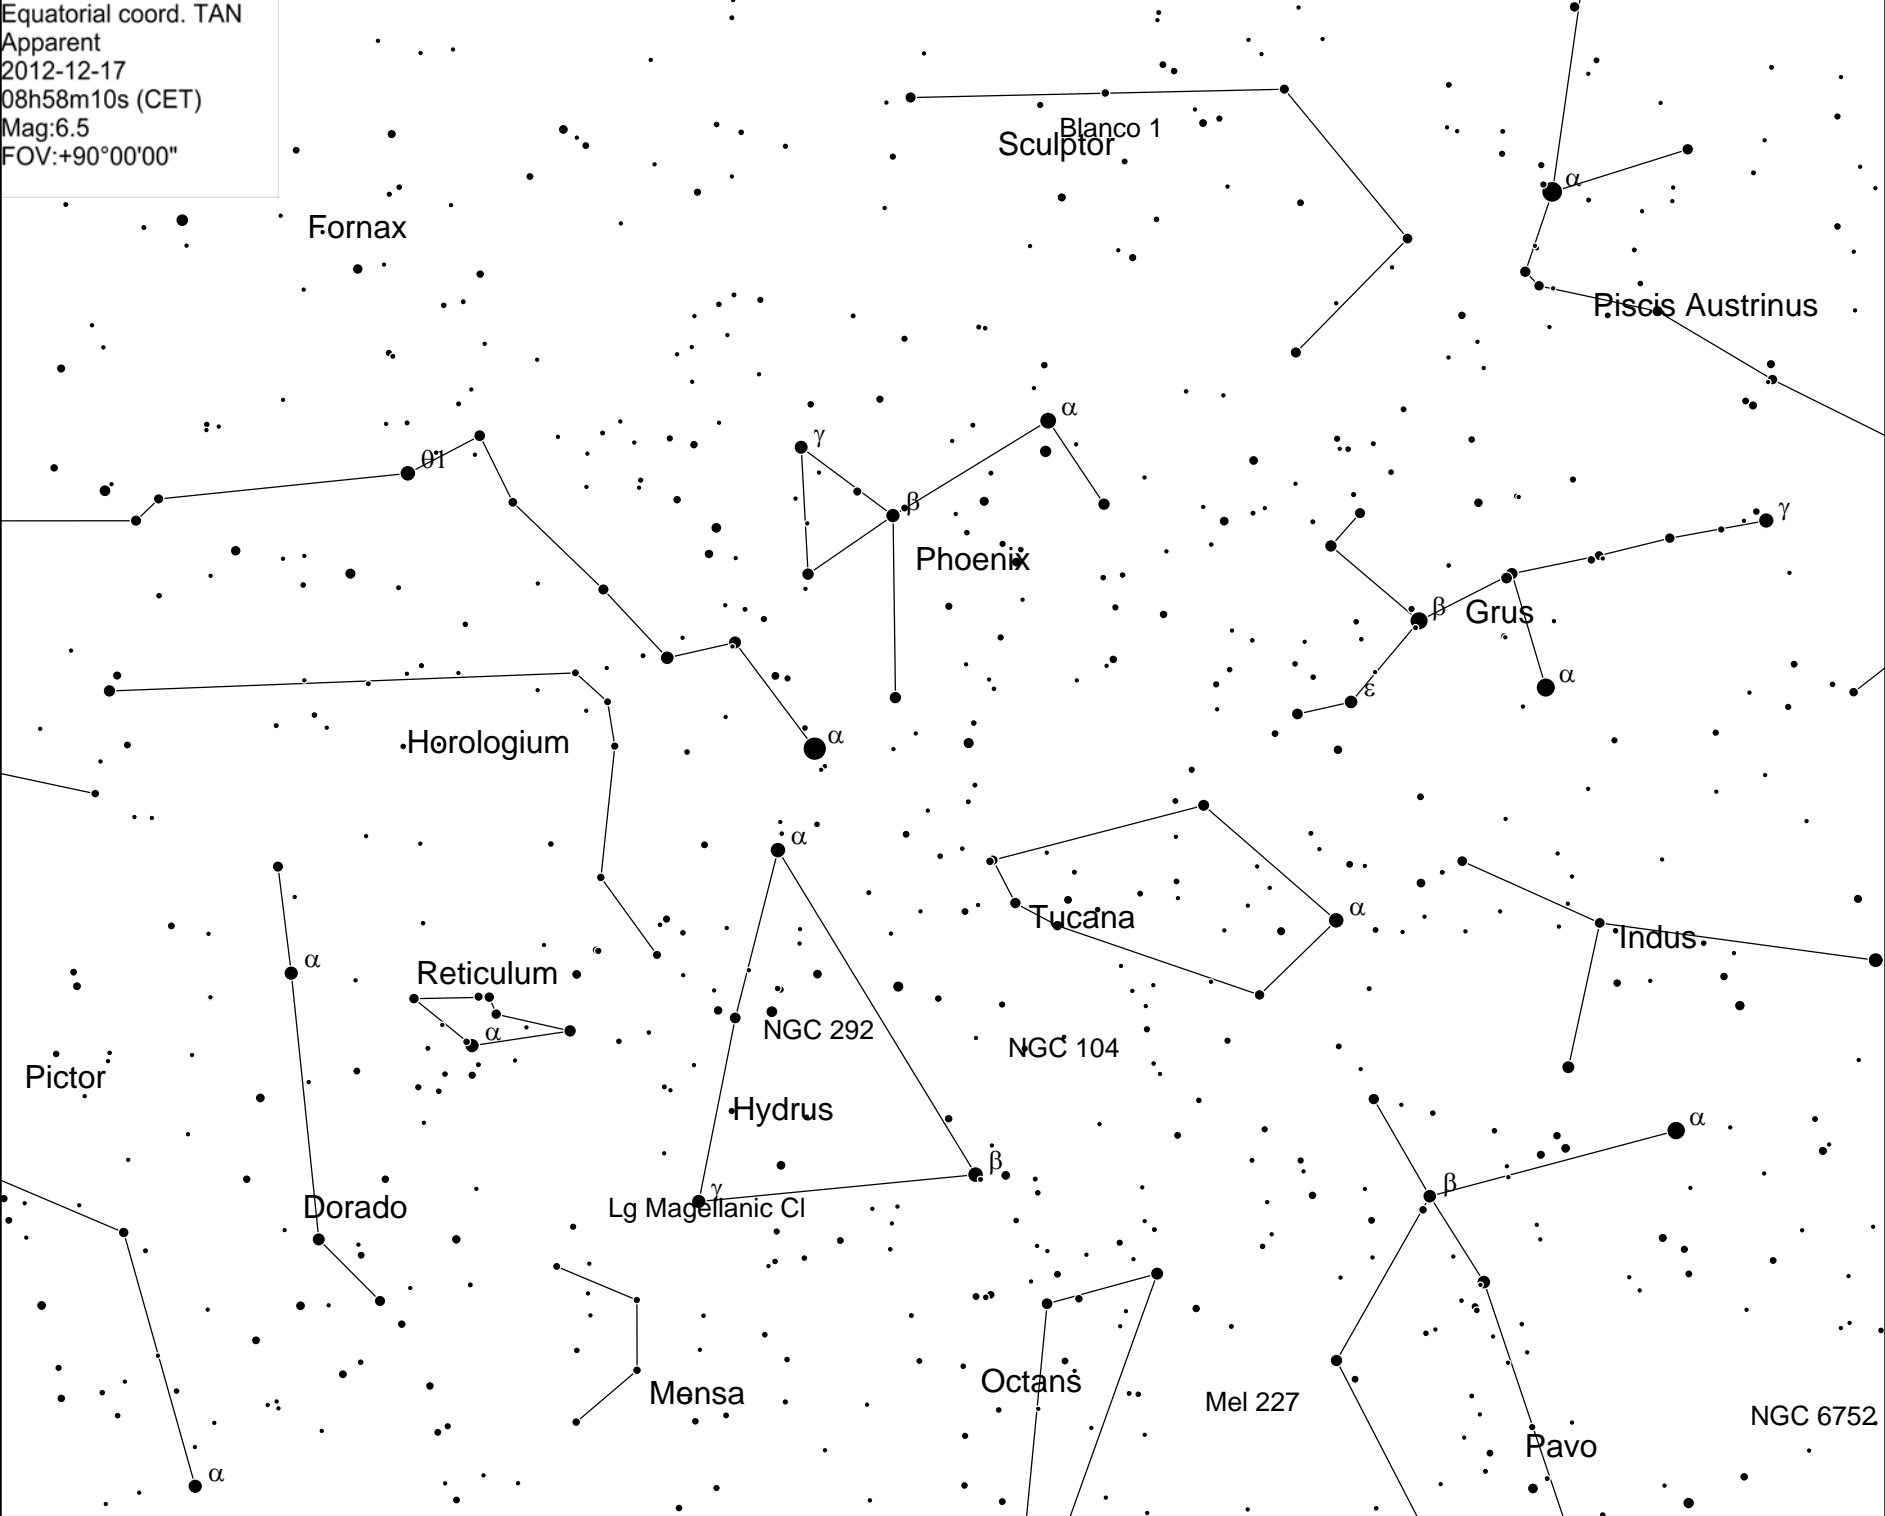 Equatorial coord. TAN
Apparent
2012-12-17
08h58m10s (CET)
Mag:6.5
FOV:+90°00'00"
Blanco 1
Sculptor
α
Fornax
Piscis Austrinus
α
γ
θ1
β
γ
Phoenix
β
Grus
α
ε
α
Horologium
α
α
Tucana
Indus
α
Reticulum
α
NGC 292
NGC 104
Pictor
Hydrus
α
β
β
γ
Lg Magellanic Cl
Dorado
Octans
Mensa
Mel 227
NGC 6752
Pavo
α